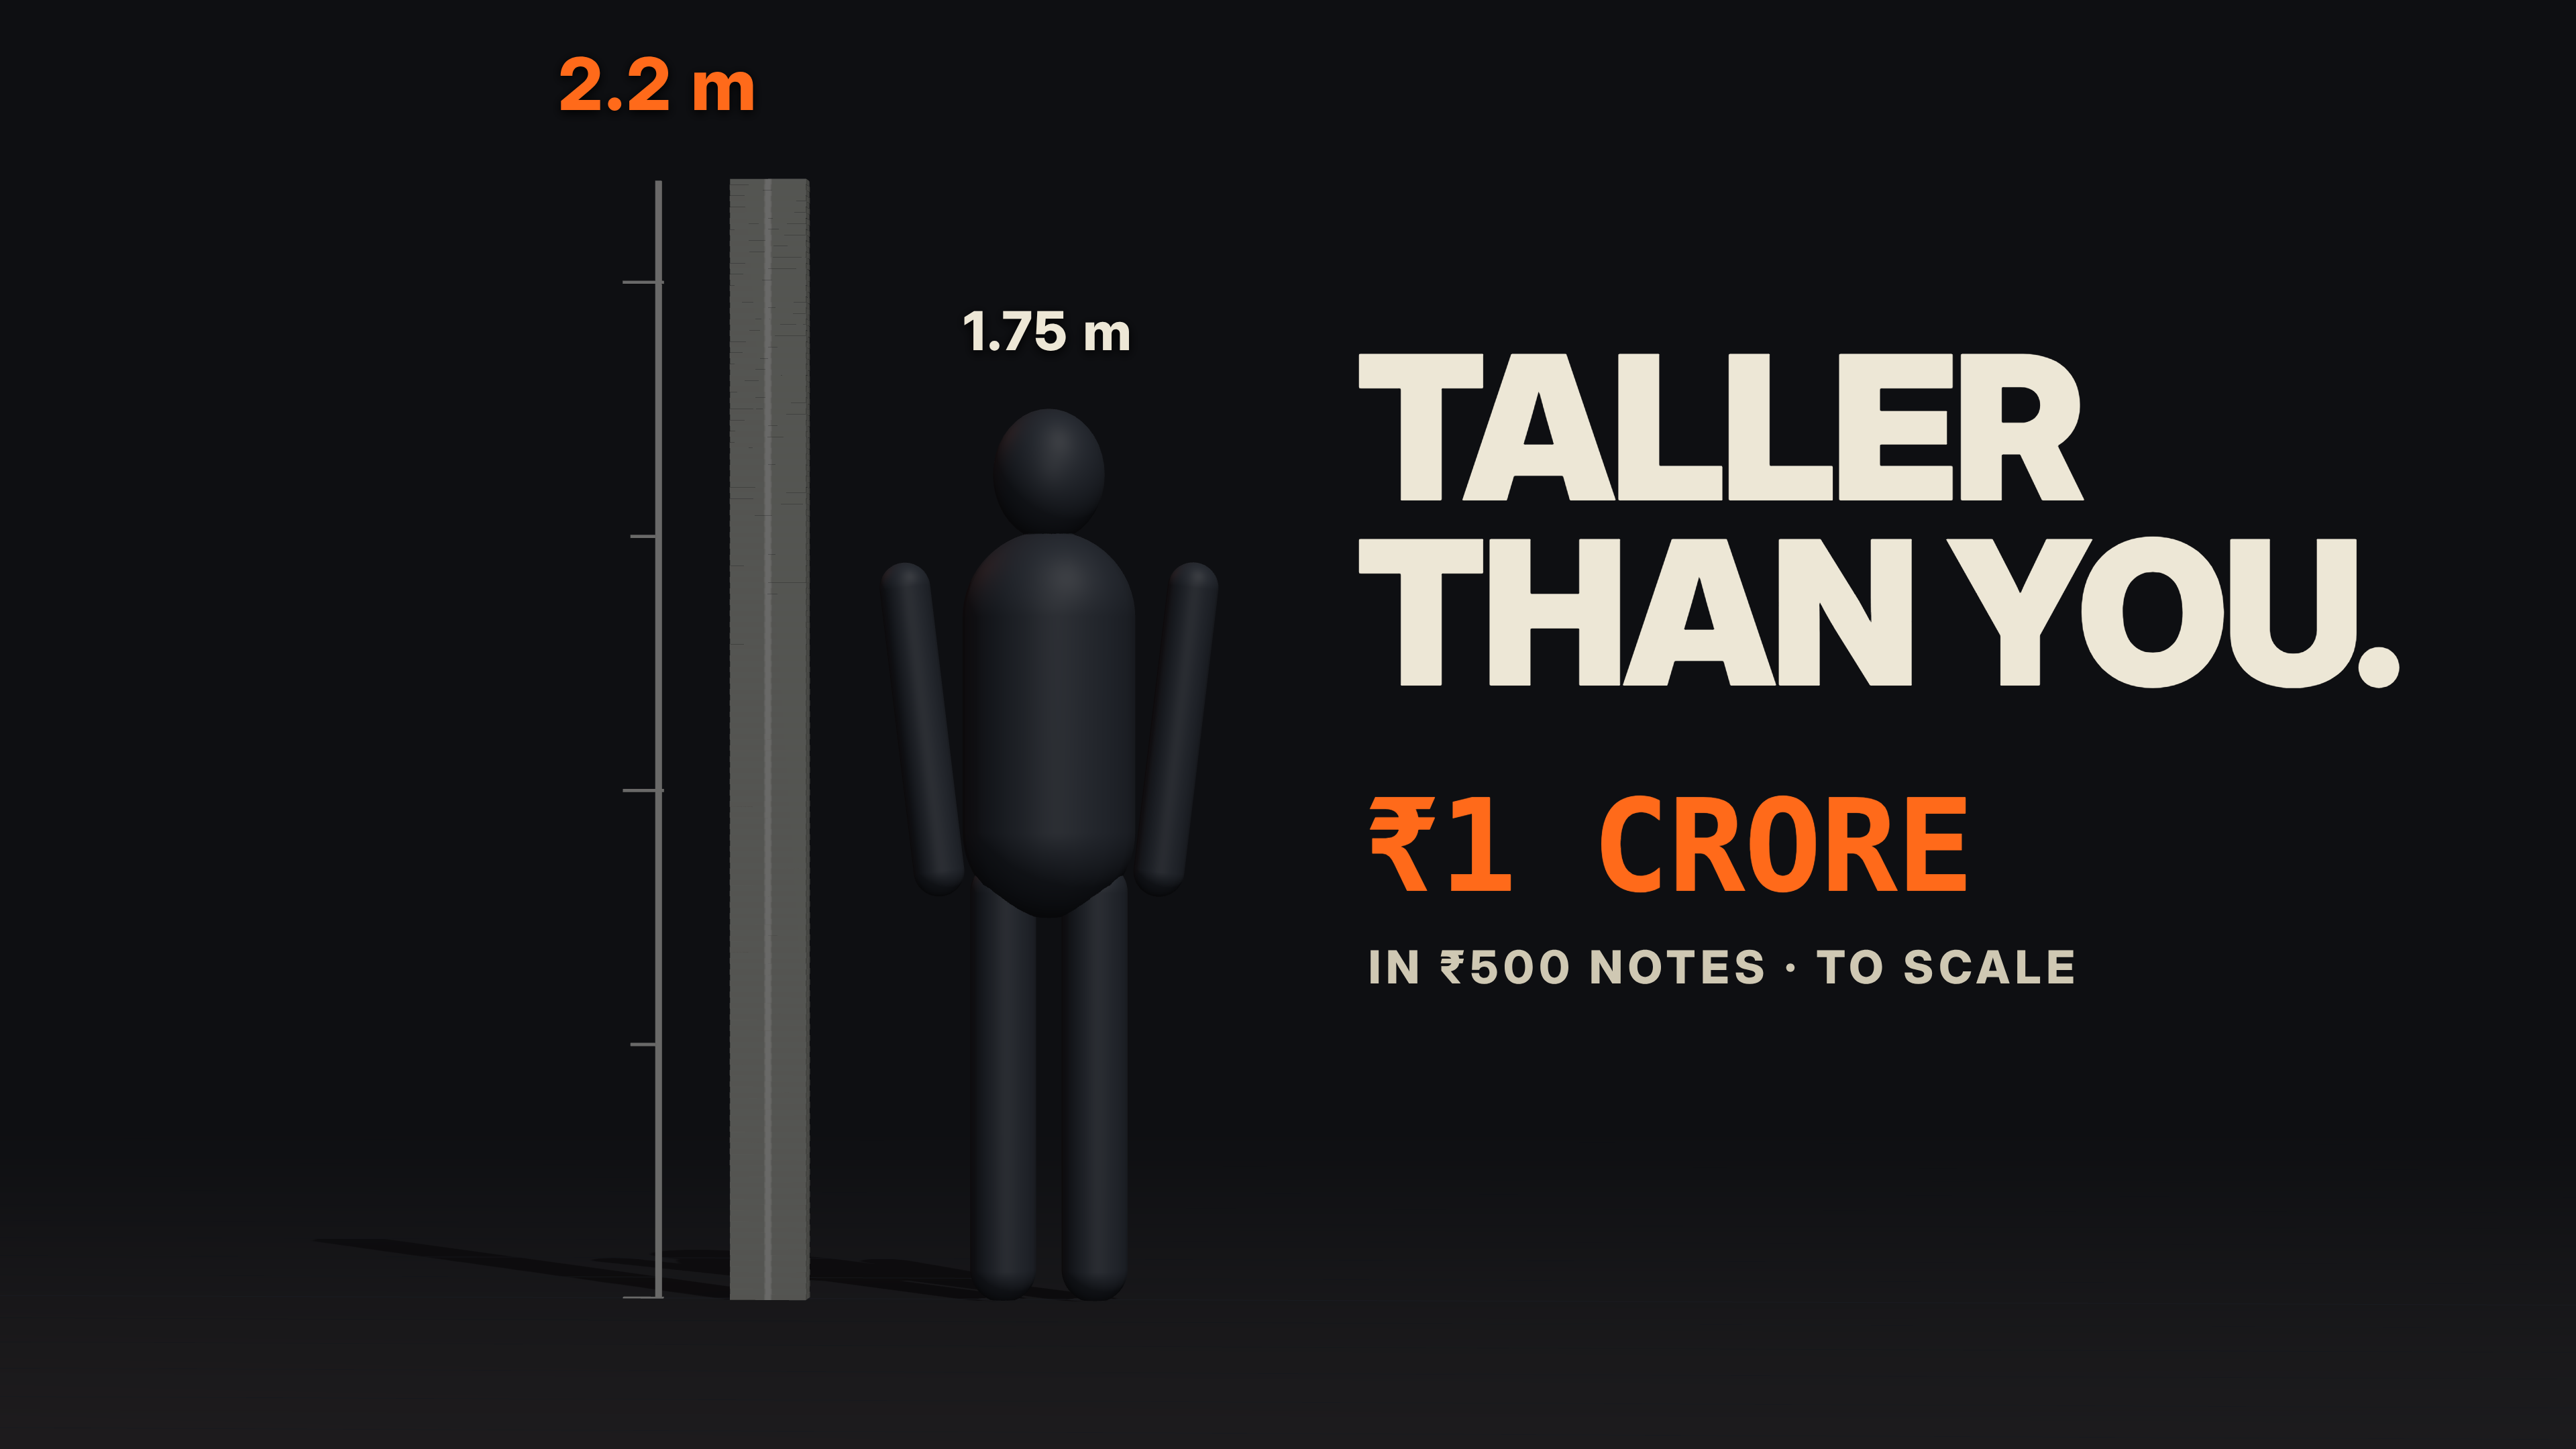 2.2 m
1.75 m
TALLER
THAN YOU.
₹1 CRORE
IN ₹500 NOTES · TO SCALE